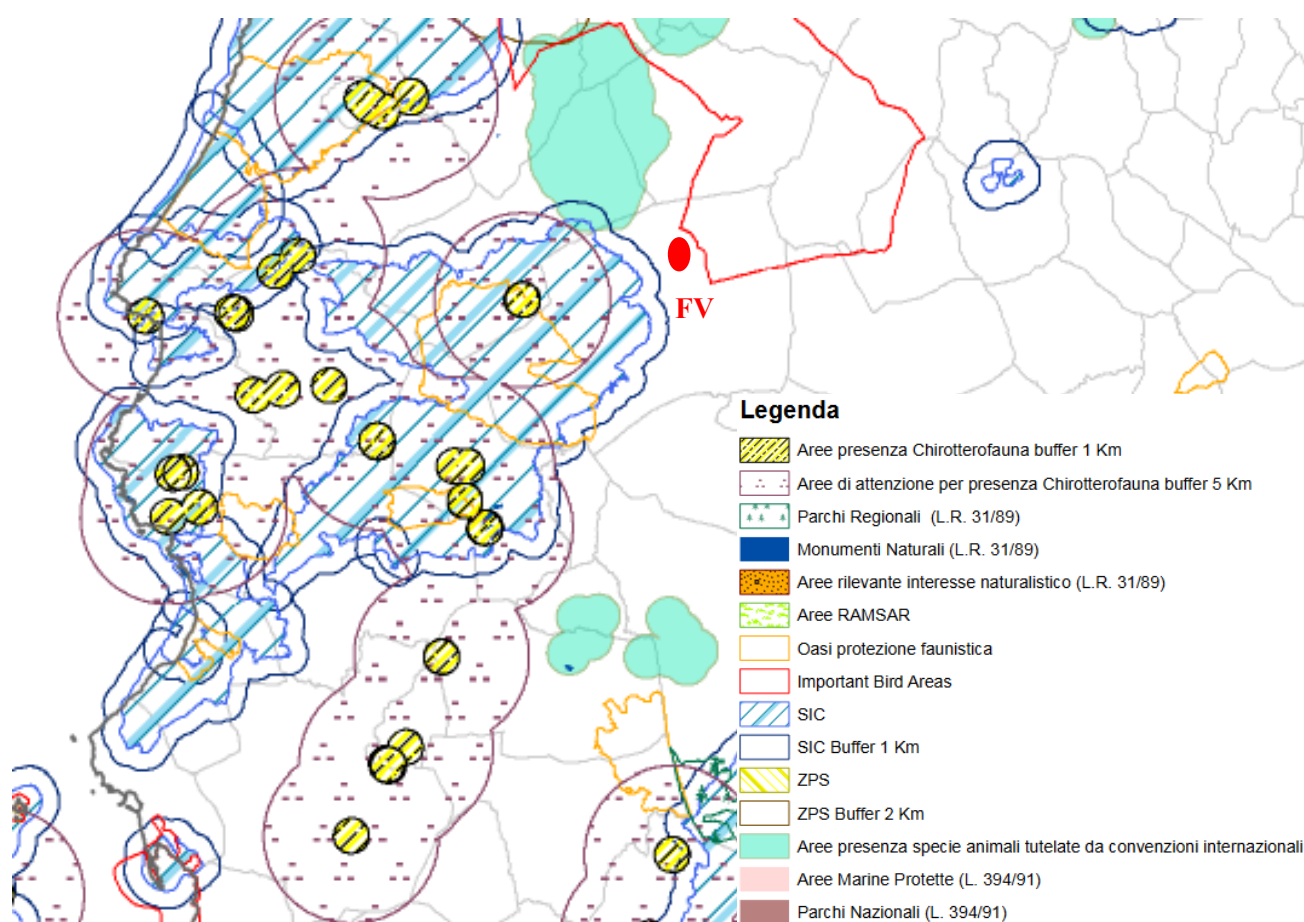 FV
Legenda
Aree presenza Chirotterofauna buffer 1 Km
Aree di attenzione per presenza Chirotterofauna buffer 5 Km
Parchi Regionali (L.R. 31/89)
Monumenti Naturali (L.R. 31/89)
Aree rilevante interesse naturalistico (L.R. 31/89)
Aree RAMSAR
Oasi protezione faunistica
Important Bird Areas
SIC
SIC Buffer 1 Km
ZPS
ZPS Buffer 2 Km
Aree presenza specie animali tutelate da convenzioni internazionali
Aree Marine Protette (L. 394/91)
Parchi Nazionali (L. 394/91)